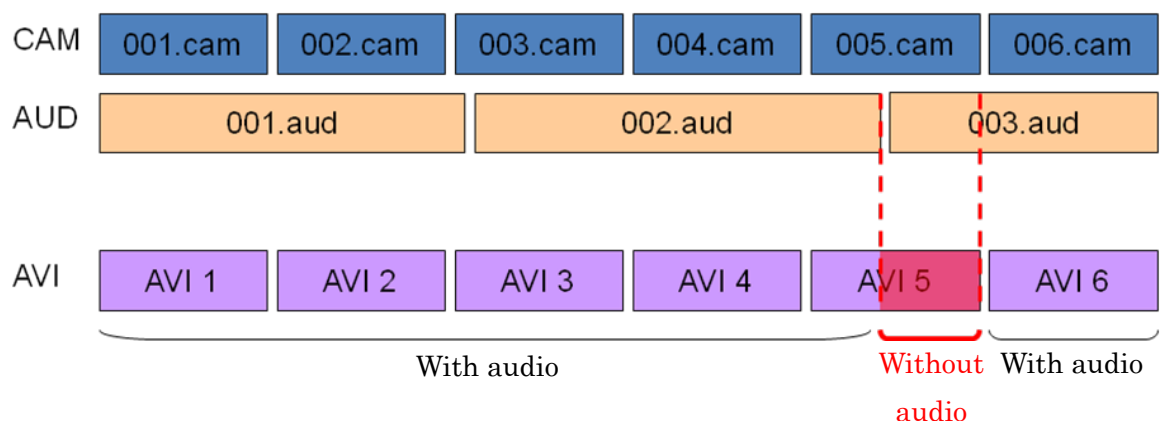 CAM 001.cam 002.cam 003.cam 004.cam 005.cam 006.cam
AUD 001.aud 002.aud 003.aud
AVI AVI 1 AVI 2 AVI 3 AVI 4 AVI 5 AVI 6
With audio Without With audio
audio